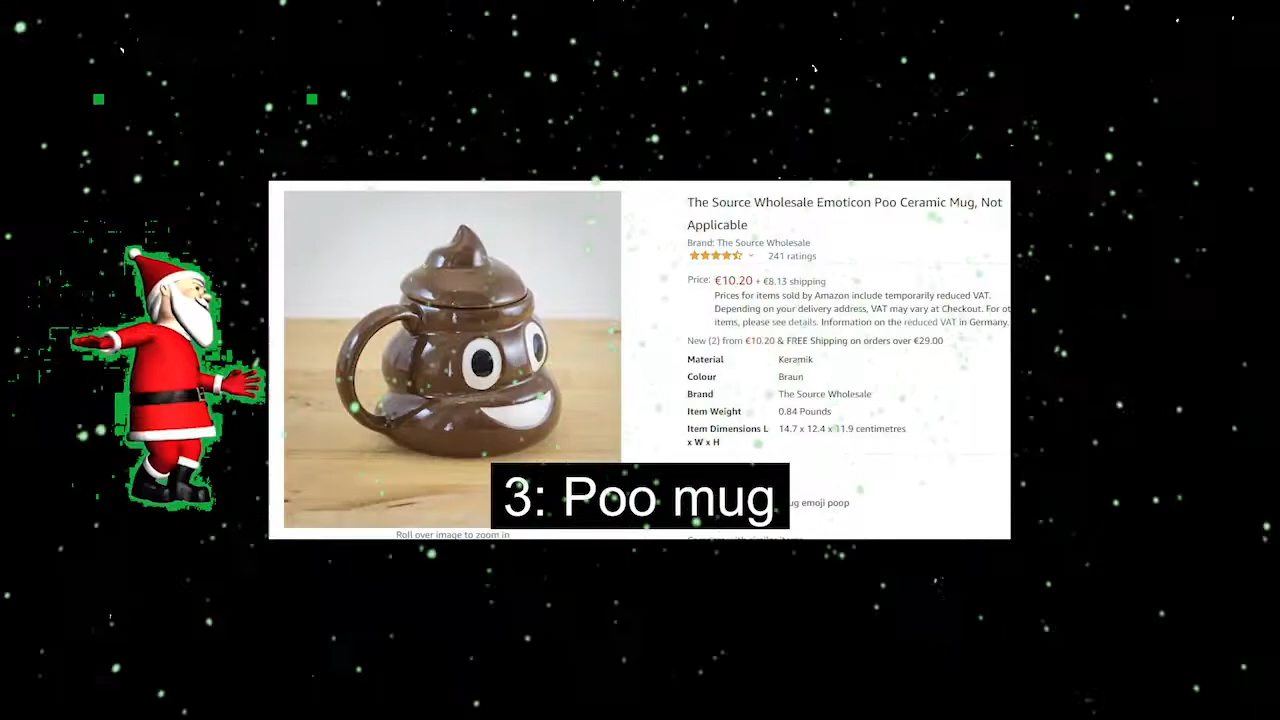 The Source Wholesale Emoticon Poo Ceramic Mug, Not
Applicable
Brand: The Source Wholesale
241 ratings
Price: €10.20 + €8.13 shipping
Prices for items sold by Amazon include temporarily reduced VAT.
Depending on your delivery address, VAT may vary at Checkout. For ot
items, please see details. Information on the reduced VAT in Germany.
New (2) from €10.20 & FREE Shipping on orders over €29.00
Material Keramik
Colour Braun
Brand The Source Wholesale
Item Weight 0.84 Pounds
Item Dimensions L 14.7 x 12.4 x 11.9 centimetres
x W x H
3: Poo mug
emoji poop
Roll over image to zoom in